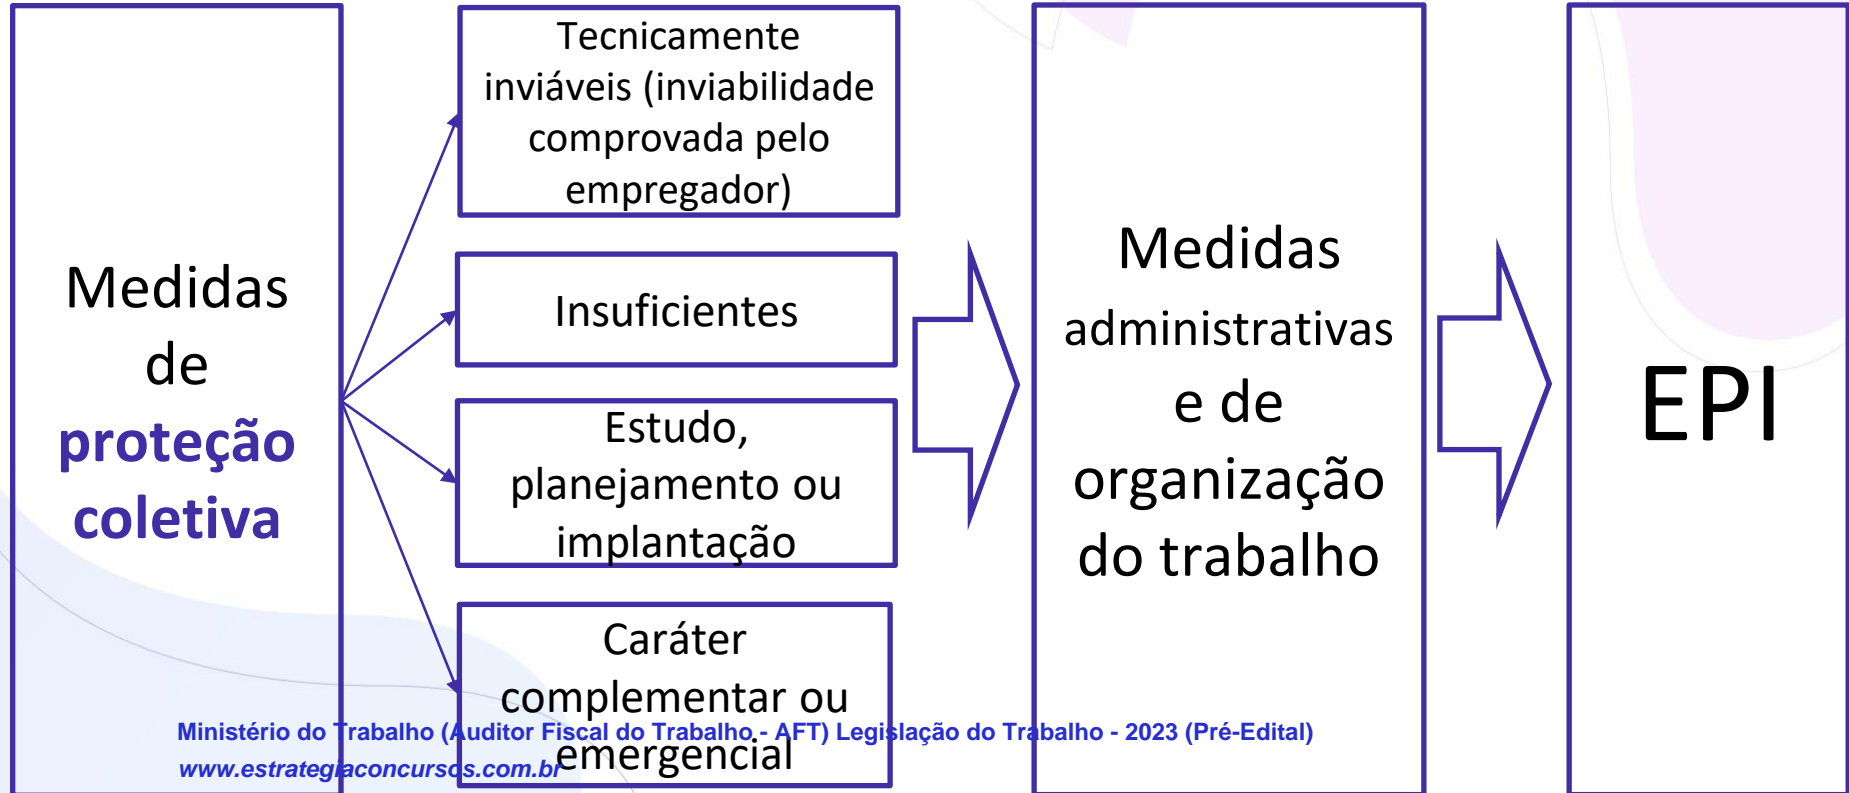 Medidas
de
proteção
coletiva
Tecnicamente
inviáveis (inviabilidade
comprovada pelo
empregador)
Insuficientes
Estudo,
planejamento ou
implantação
Caráter
complementar ou
emergencial
Medidas
administrativas
e de
organização
do trabalho
EPI
Ministério do Trabalho (Auditor Fiscal do Trabalho - AFT) Legislação do Trabalho - 2023 (Pré-Edital)
www.estrategiaconcursos.com.br